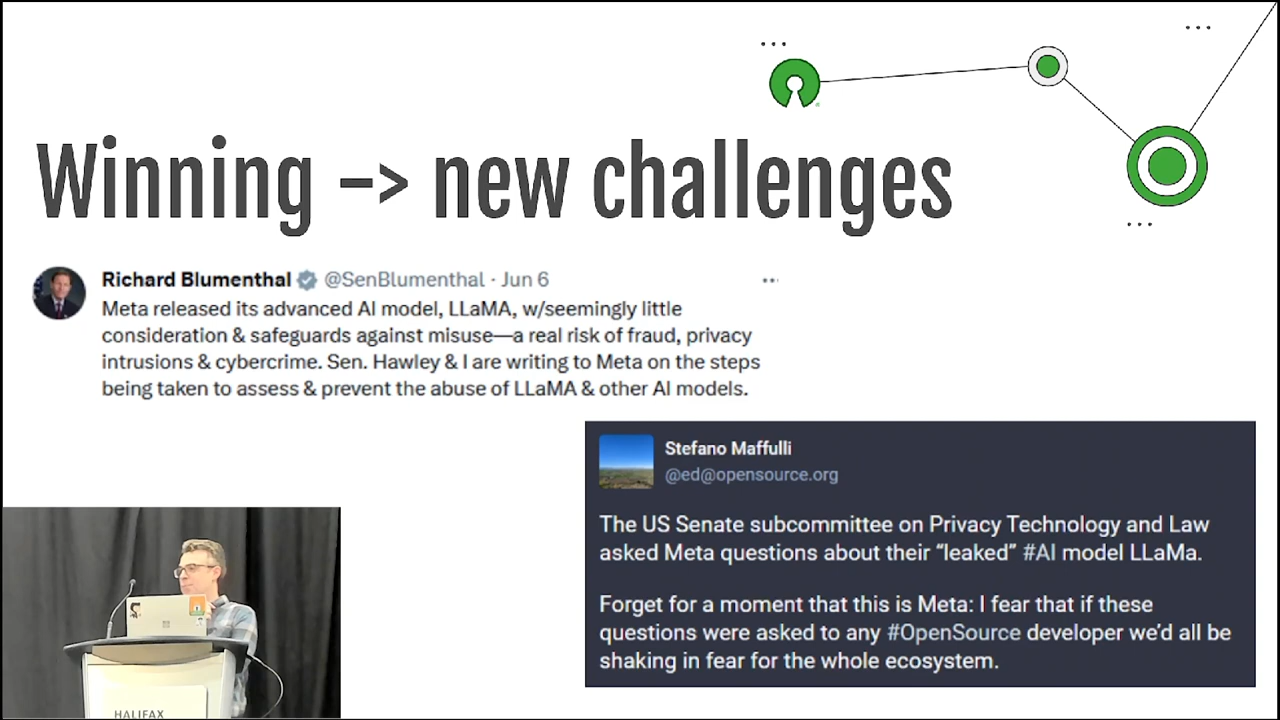 Winning –> new challenges
Richard Blumenthal @SenBlumenthal · Jun 6
Meta released its advanced AI model, LLaMA, w/seemingly little
consideration & safeguards against misuse—a real risk of fraud, privacy
intrusions & cybercrime. Sen. Hawley & I are writing to Meta on the steps
being taken to assess & prevent the abuse of LLaMA & other AI models.
Stefano Maffulli
@ed@opensource.org
The US Senate subcommittee on Privacy Technology and Law
asked Meta questions about their “leaked” #AI model LLaMa.
Forget for a moment that this is Meta: I fear that if these
questions were asked to any #OpenSource developer we’d all be
shaking in fear for the whole ecosystem.
HALIFAX